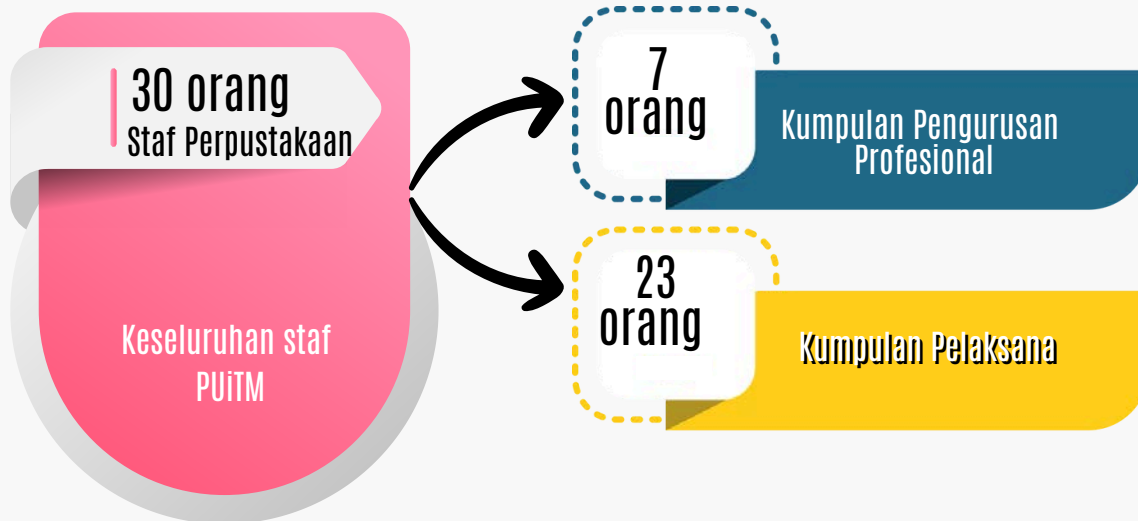 30 orang
Staf Perpustakaan
Keseluruhan staf
PUiTM
7
orang
Kumpulan Pengurusan
Profesional
23
orang
Kumpulan Pelaksana